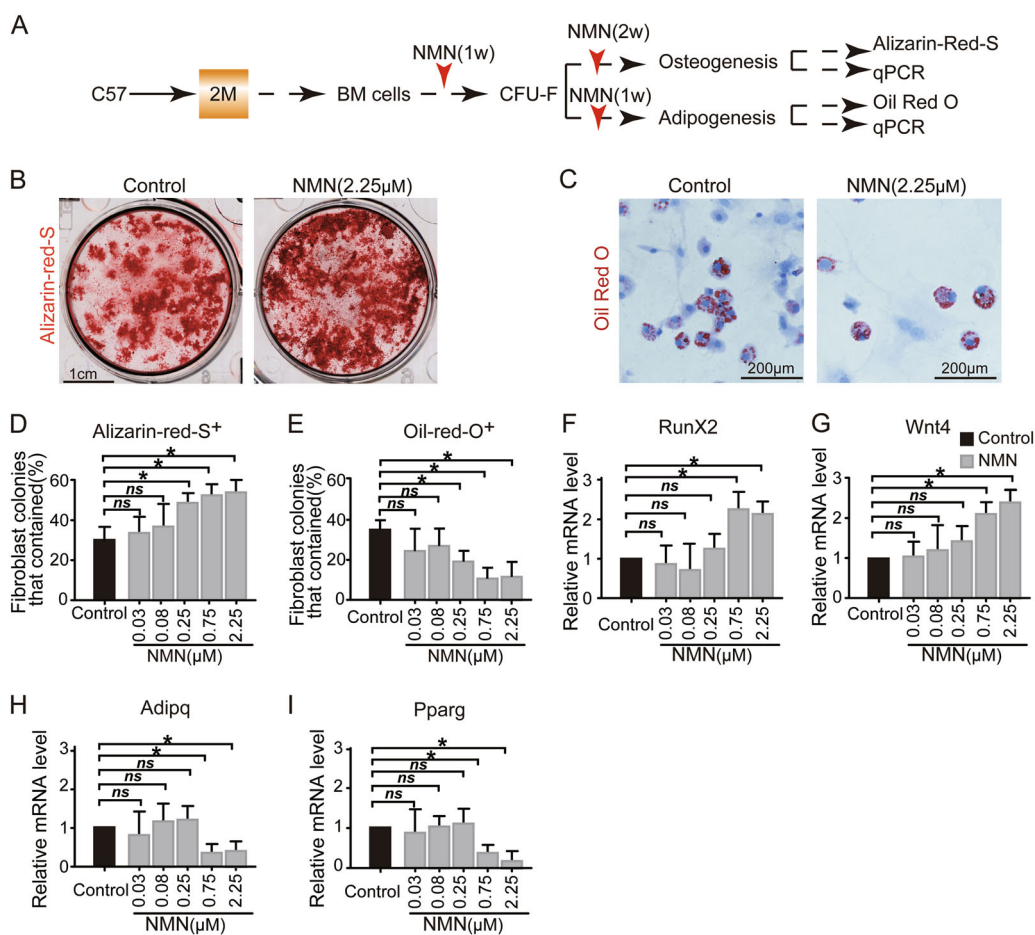 A
C57
2M
BM cells
NMN(1w)
CFU-F
NMN(2w)
Osteogenesis
Alizarin-Red-S
qPCR
NMN(1w)
Adipogenesis
Oil Red O
qPCR
B
Control
NMN(2.25μM)
Alizarin-red-S
1cm
C
Control
NMN(2.25μM)
Oil Red O
200μm
200μm
D
Alizarin-red-S+
Fibroblast colonies
that contained(%)
60
40
20
0
*
*
*
ns
ns
Control
0.03
0.08
0.25
0.75
2.25
NMN(μM)
E
Oil-red-O+
Fibroblast colonies
that contained(%)
60
40
20
0
*
*
*
ns
ns
Control
0.03
0.08
0.25
0.75
2.25
NMN(μM)
F
RunX2
Relative mRNA level
3
2
1
0
*
*
ns
ns
ns
Control
0.03
0.08
0.25
0.75
2.25
NMN(μM)
G
Wnt4
Control
NMN
Relative mRNA level
3
2
1
0
*
*
ns
ns
ns
Control
0.03
0.08
0.25
0.75
2.25
NMN(μM)
H
Adipq
Relative mRNA level
3
2
1
0
*
*
ns
ns
ns
Control
0.03
0.08
0.25
0.75
2.25
NMN(μM)
I
Pparg
Relative mRNA level
3
2
1
0
*
*
ns
ns
ns
Control
0.03
0.08
0.25
0.75
2.25
NMN(μM)